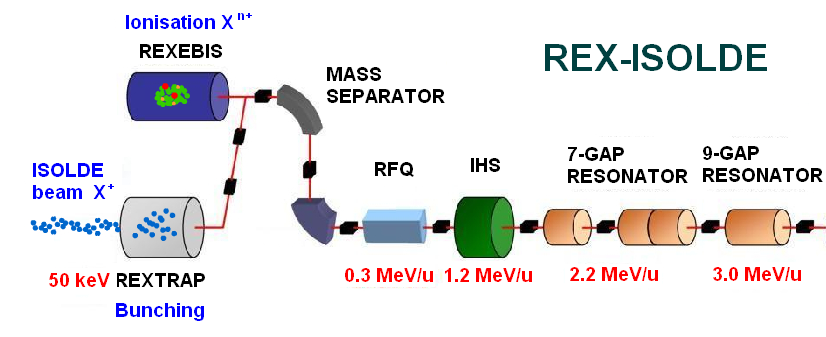 Ionisation X n+
REXEBIS
REX-ISOLDE
MASS
SEPARATOR
ISOLDE
beam X+
RFQ
IHS
7-GAP
RESONATOR
9-GAP
RESONATOR
50 keV REXTRAP
Bunching
0.3 MeV/u
1.2 MeV/u
2.2 MeV/u
3.0 MeV/u